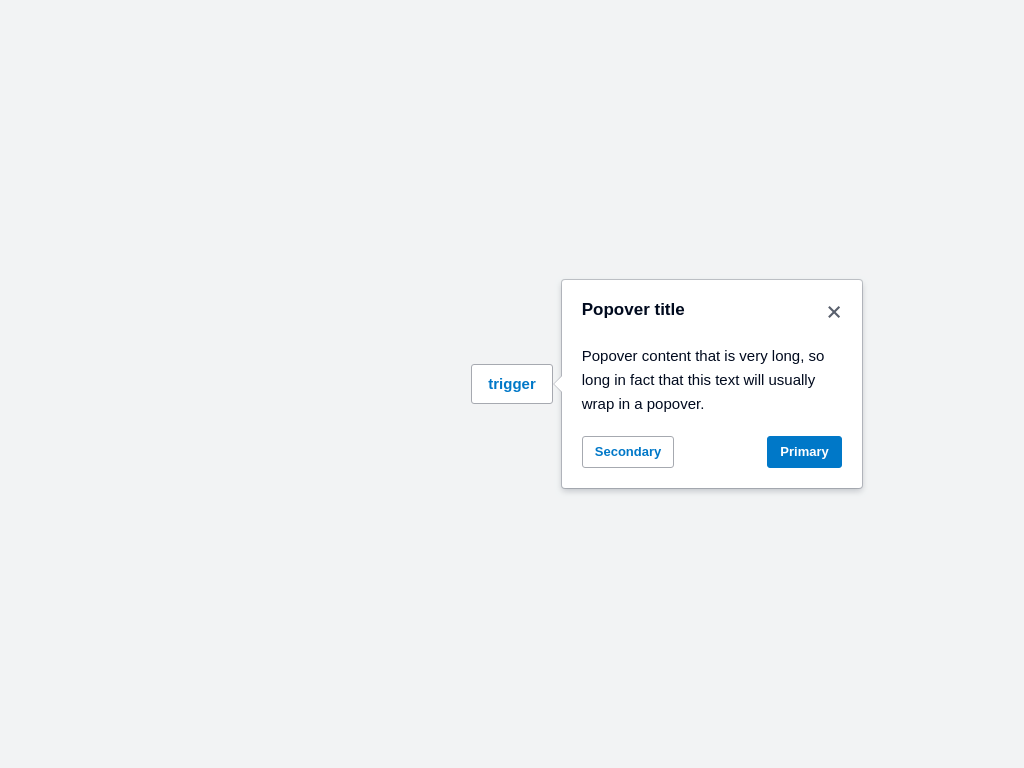 Popover title
Popover content that is very long, so
long in fact that this text will usually
wrap in a popover.
trigger
Secondary
Primary